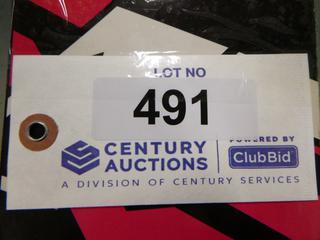 LOT NO
491
CENTURY
AUCTIONS
POWERED BY
ClubBid
A DIVISION OF CENTURY SERVICES